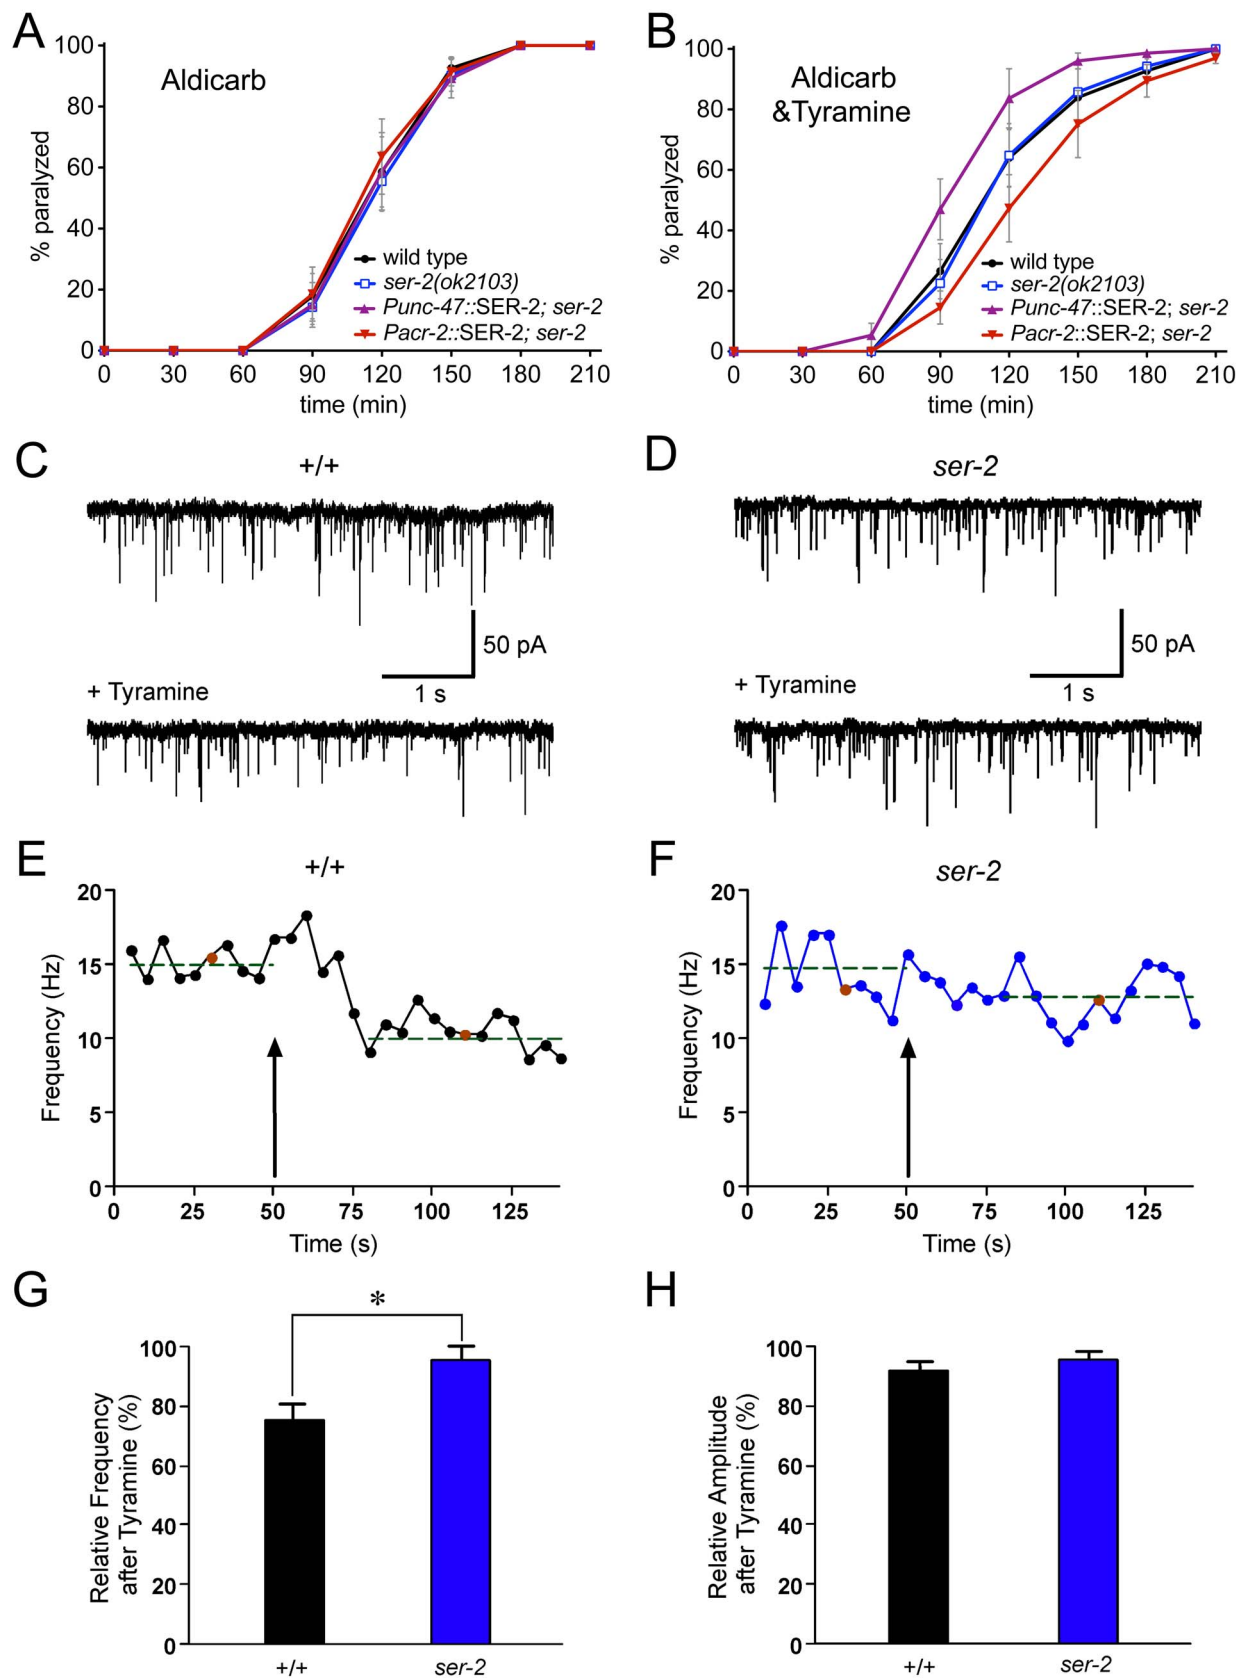 A
Aldicarb
% paralyzed
100
80
60
40
20
0
wild type
ser-2(ok2103)
Punc-47::SER-2; ser-2
Pacr-2::SER-2; ser-2
0 30 60 90 120 150 180 210
time (min)
B
Aldicarb
&Tyramine
% paralyzed
100
80
60
40
20
0
wild type
ser-2(ok2103)
Punc-47::SER-2; ser-2
Pacr-2::SER-2; ser-2
0 30 60 90 120 150 180 210
time (min)
C
+/+
50 pA
1 s
+ Tyramine
D
ser-2
50 pA
1 s
+ Tyramine
E
+/+
Frequency (Hz)
20
15
10
5
0
0 25 50 75 100 125
Time (s)
F
ser-2
Frequency (Hz)
20
15
10
5
0
0 25 50 75 100 125
Time (s)
G
*
Relative Frequency
after Tyramine (%)
100
80
60
40
20
0
+/+ ser-2
H
Relative Amplitude
after Tyramine (%)
100
80
60
40
20
0
+/+ ser-2